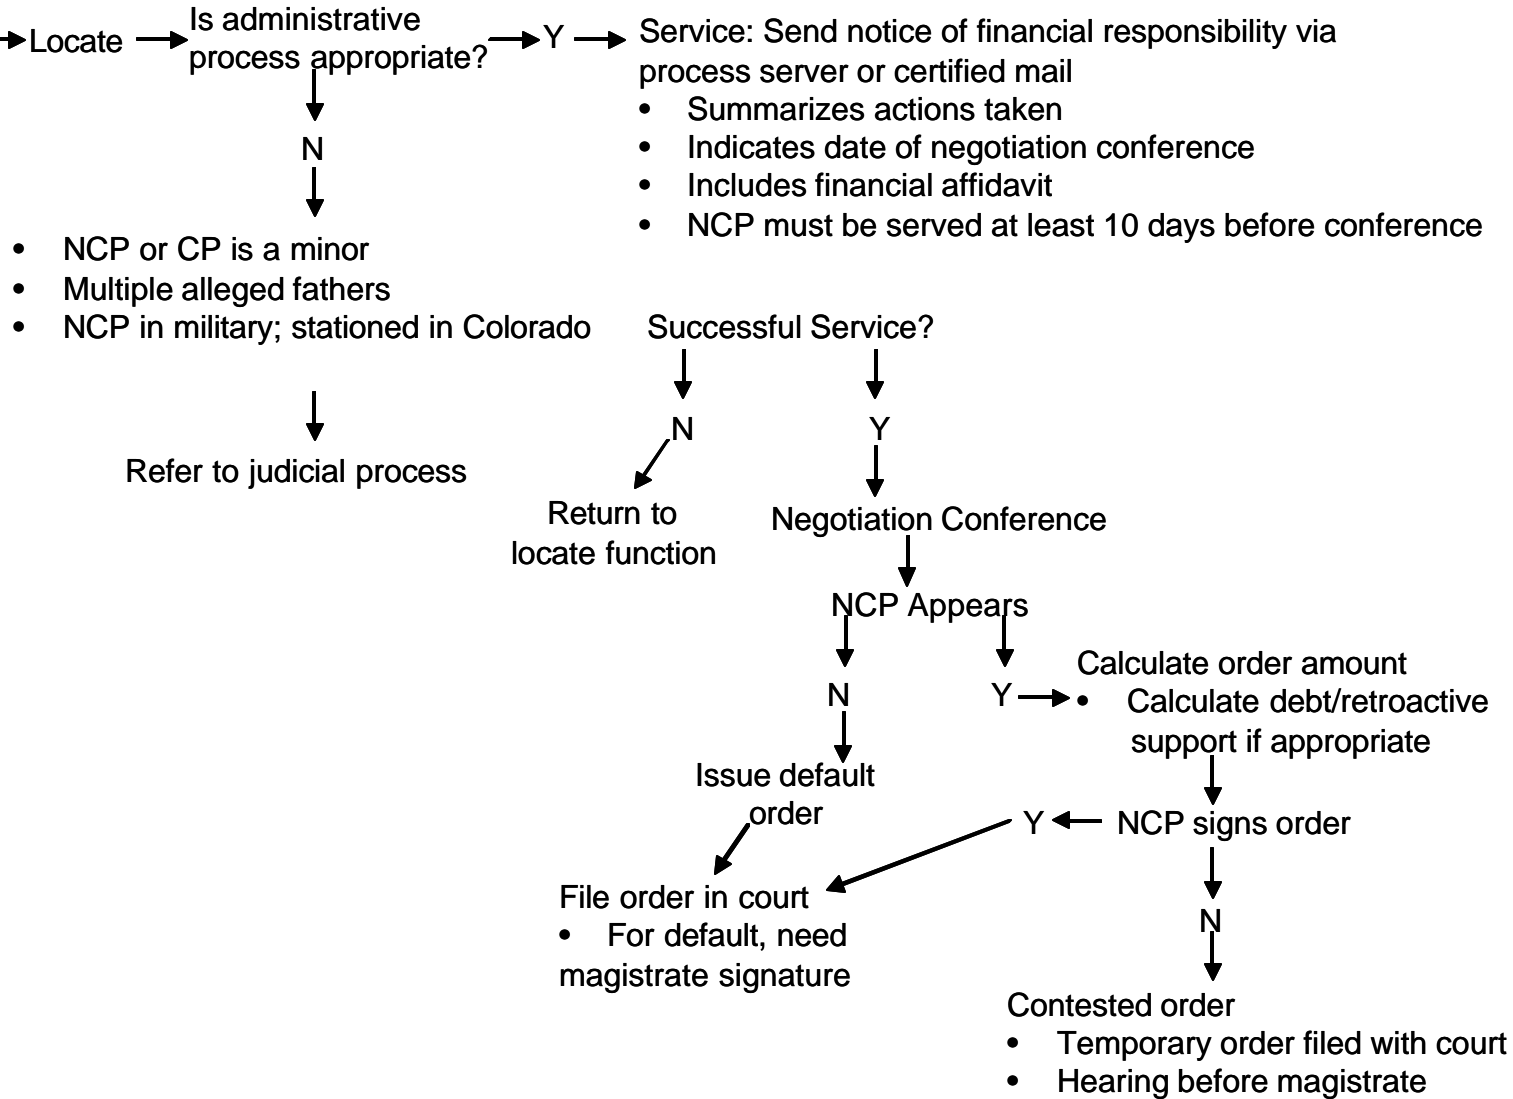 Locate
Is administrative
process appropriate?
Y
Service: Send notice of financial responsibility via
process server or certified mail
• Summarizes actions taken
• Indicates date of negotiation conference
• Includes financial affidavit
• NCP must be served at least 10 days before conference
N
• NCP or CP is a minor
• Multiple alleged fathers
• NCP in military; stationed in Colorado
Refer to judicial process
Successful Service?
N
Y
Return to
locate function
Negotiation Conference
NCP Appears
N
Y
Calculate order amount
• Calculate debt/retroactive
support if appropriate
Issue default
order
NCP signs order
Y
File order in court
• For default, need
magistrate signature
N
Contested order
• Temporary order filed with court
• Hearing before magistrate